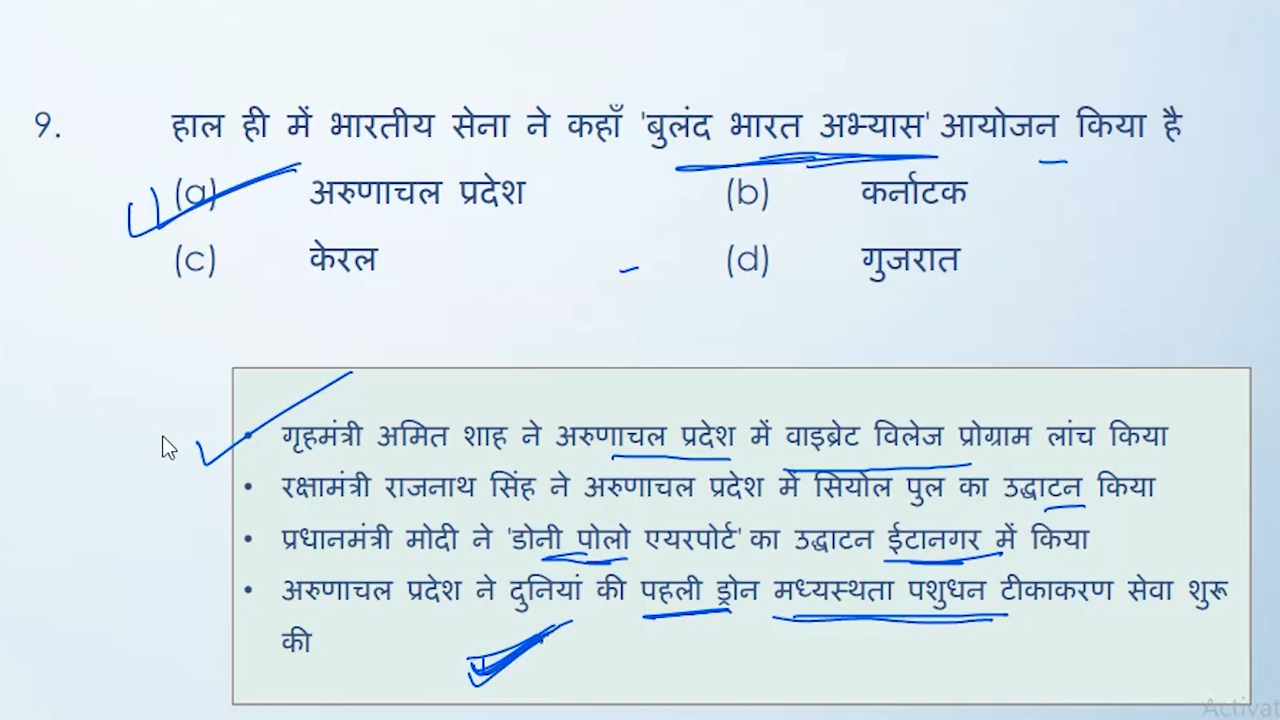 9. हाल ही में भारतीय सेना ने कहाँ 'बुलंद भारत अभ्यास' आयोजन किया है
(a) अरुणाचल प्रदेश (b) कर्नाटक
(c) केरल (d) गुजरात
• गृहमंत्री अमित शाह ने अरुणाचल प्रदेश में वाइब्रेट विलेज प्रोग्राम लांच किया
• रक्षामंत्री राजनाथ सिंह ने अरुणाचल प्रदेश में सियोल पुल का उद्घाटन किया
• प्रधानमंत्री मोदी ने 'डोनी पोलो एयरपोर्ट' का उद्घाटन ईटानगर में किया
• अरुणाचल प्रदेश ने दुनियां की पहली ड्रोन मध्यस्थता पशुधन टीकाकरण सेवा शुरू
की
Activat